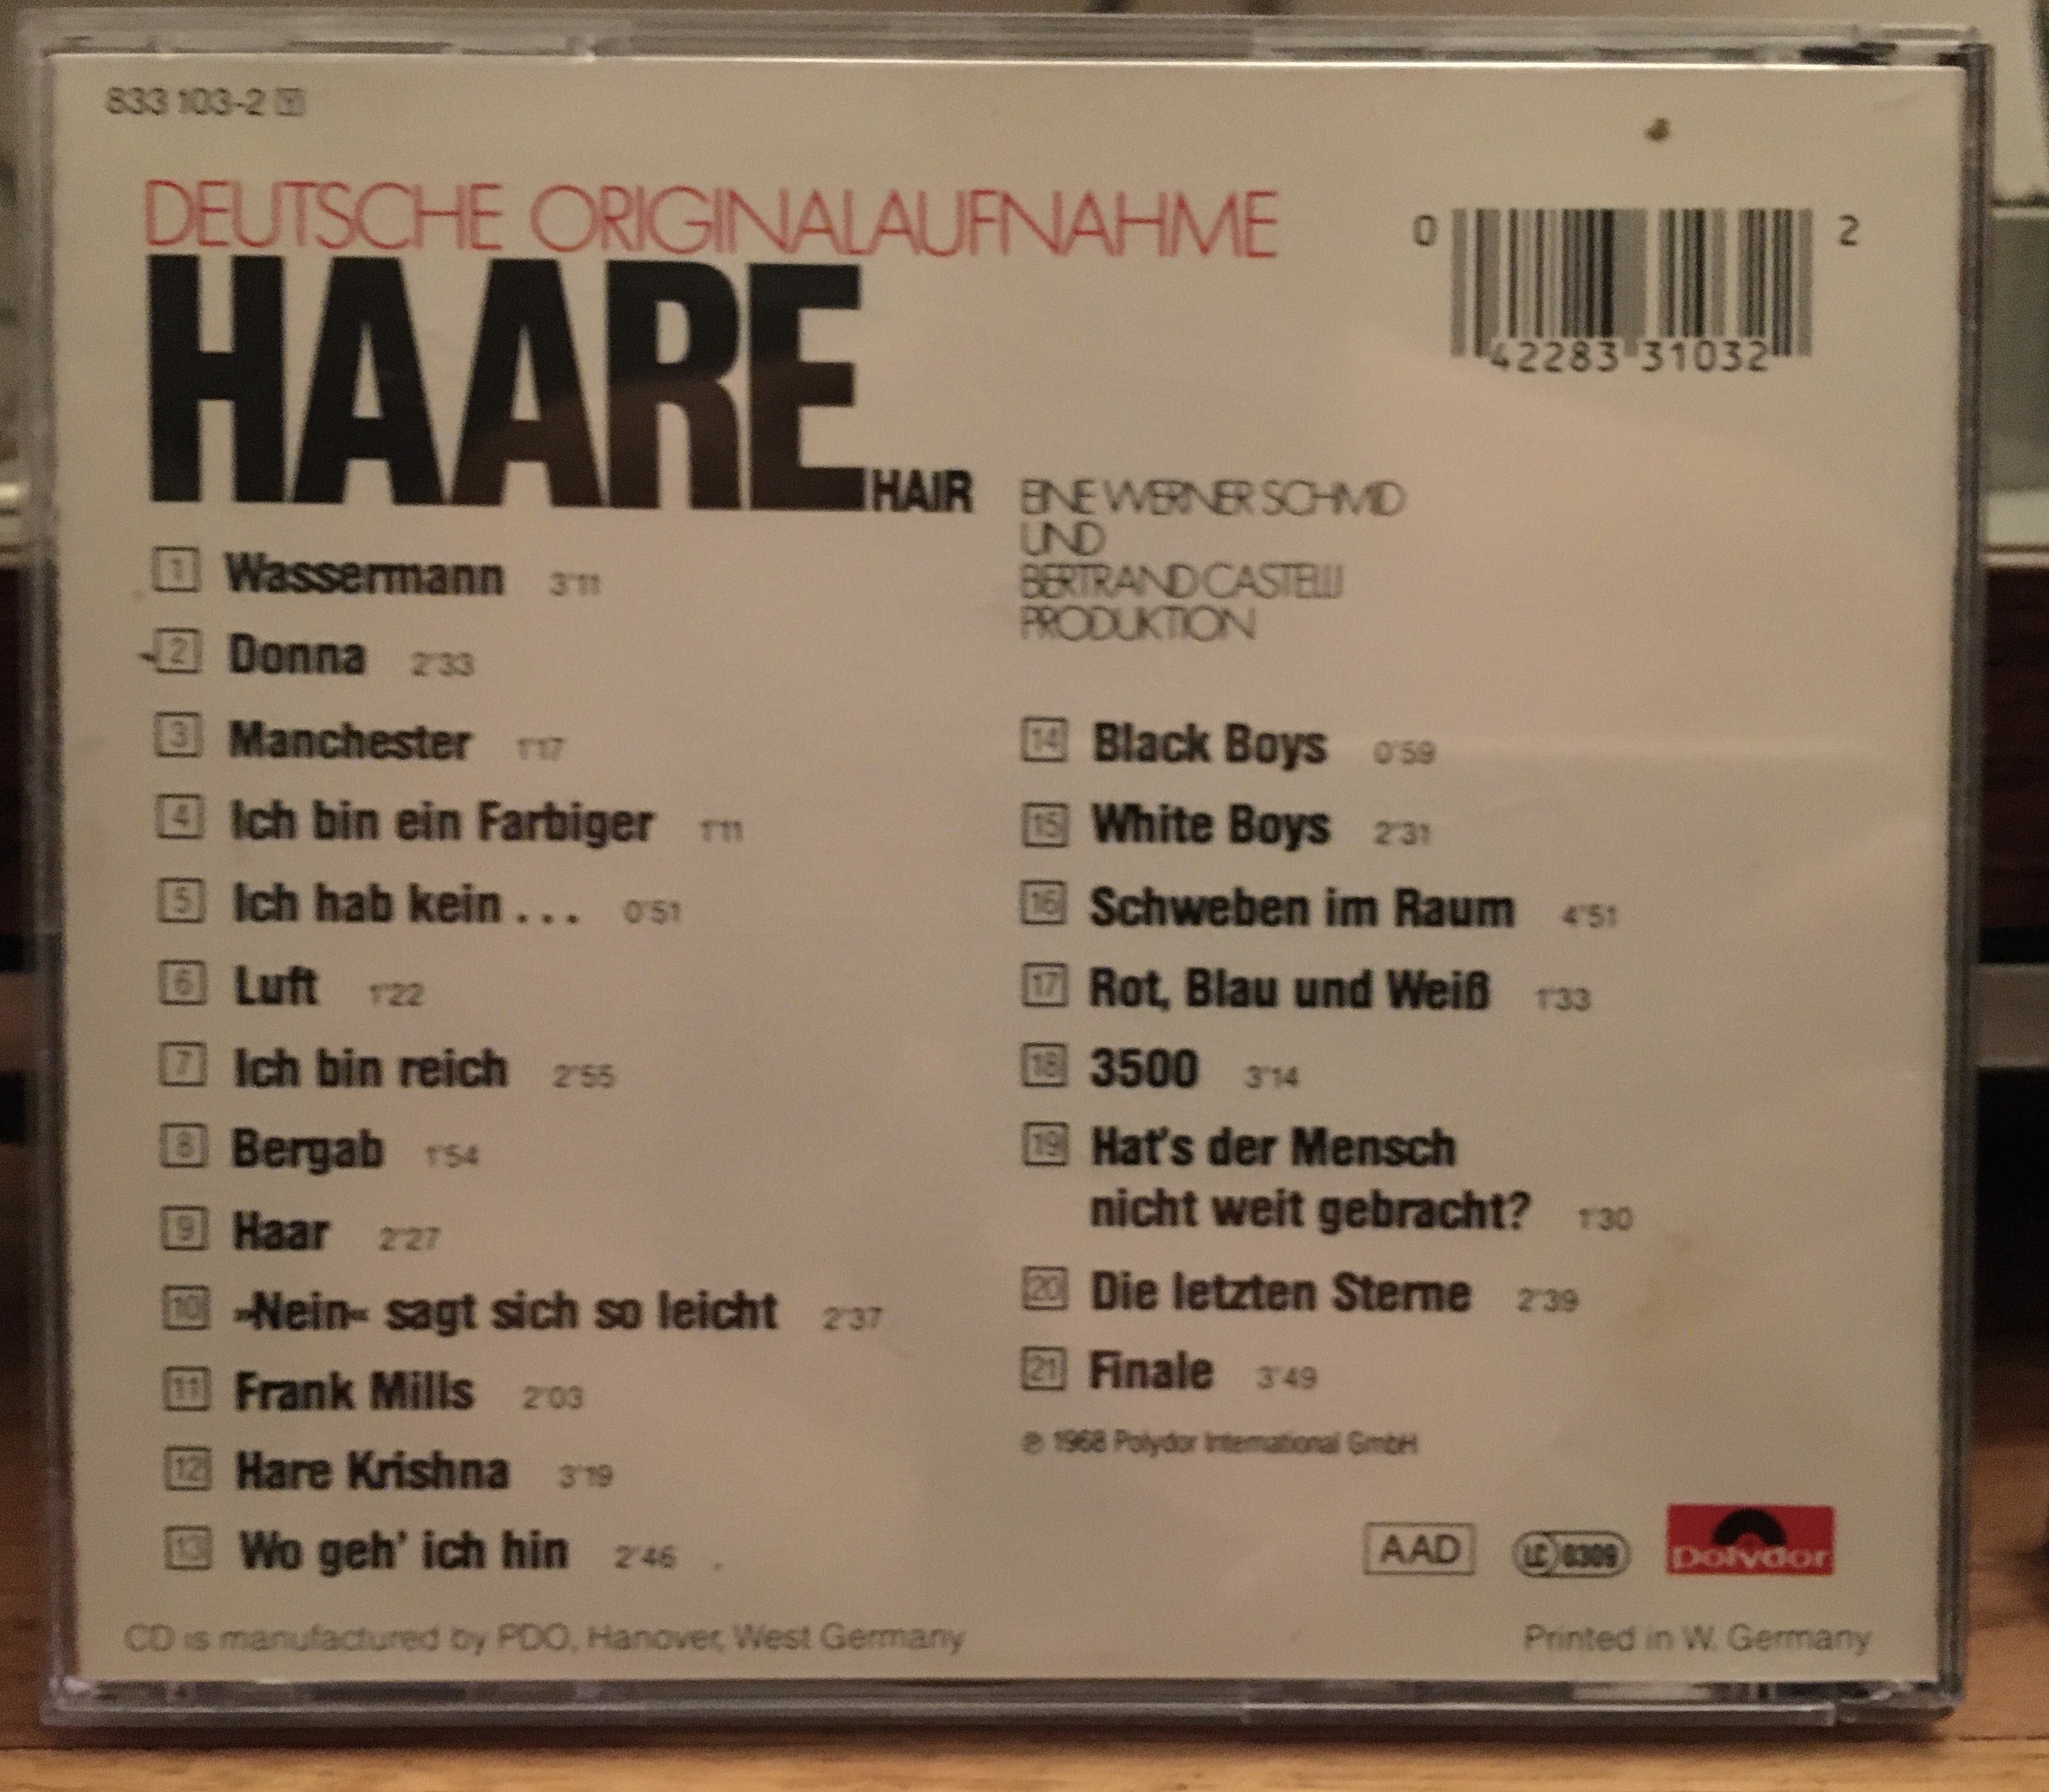 833 103-2 Y
DEUTSCHE ORIGINALAUFNAHME
HAARE HAIR
0 42283 31032 2
EINE WERNER SCHMID
UND
BERTRAND CASTELLI
PRODUKTION
1 Wassermann 3'11
2 Donna 2'33
3 Manchester 1'17
4 Ich bin ein Farbiger 1'11
5 Ich hab kein ... 0'51
6 Luft 1'22
7 Ich bin reich 2'55
8 Bergab 1'54
9 Haar 2'27
10 »Nein« sagt sich so leicht 2'37
11 Frank Mills 2'03
12 Hare Krishna 3'19
13 Wo geh' ich hin 2'46
14 Black Boys 0'59
15 White Boys 2'31
16 Schweben im Raum 4'51
17 Rot, Blau und Weiß 1'33
18 3500 3'14
19 Hat's der Mensch
nicht weit gebracht? 1'30
20 Die letzten Sterne 2'39
21 Finale 3'49
℗ 1968 Polydor International GmbH
AAD LC 0309 Polydor
CD is manufactured by PDO, Hanover, West Germany
Printed in W. Germany